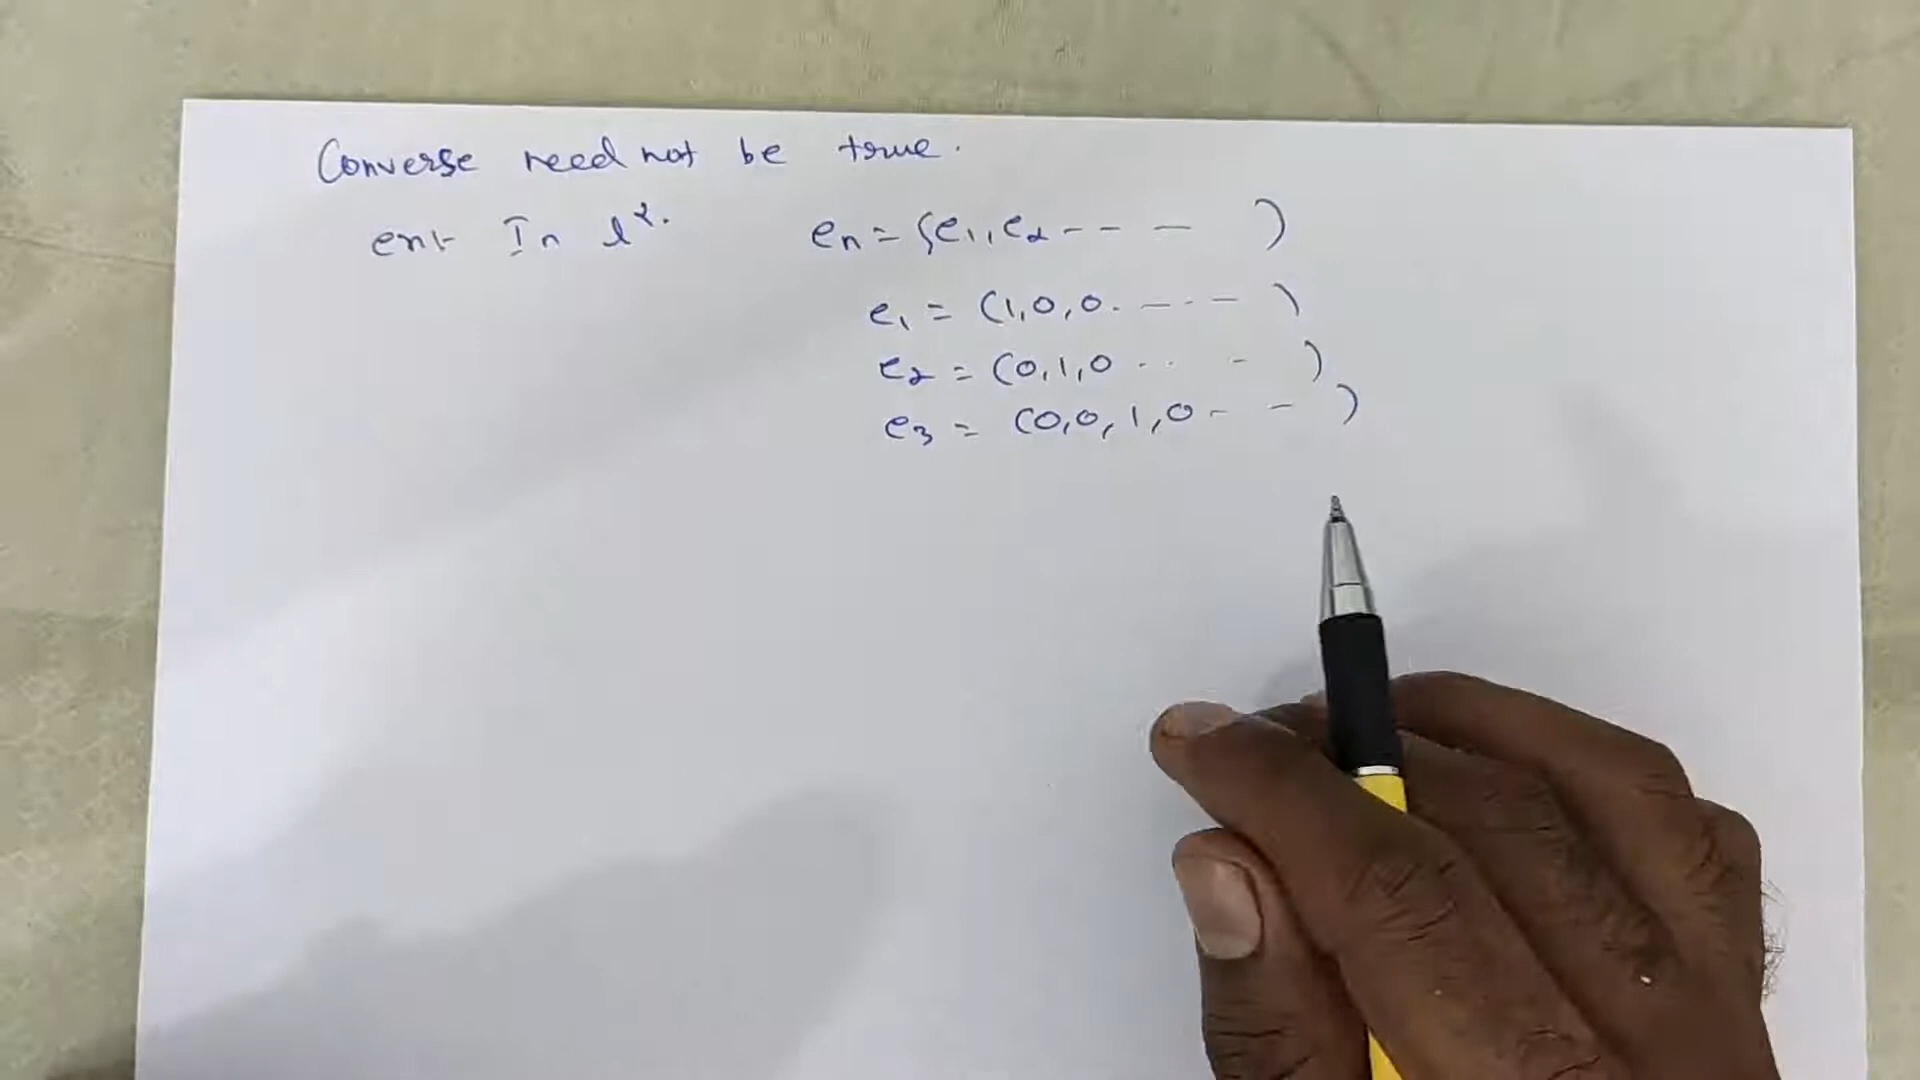 Converse need not be true.
ex:- In l².
en = (e1, e2 - - - )
e1 = (1,0,0. - - - )
e2 = (0,1,0 - - - )
e3 = (0,0,1,0 - - )